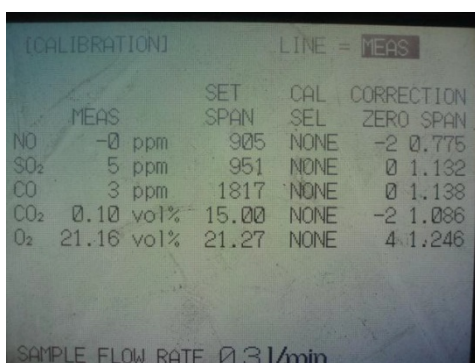 [CALIBRATION] LINE = MEAS
SET CAL CORRECTION
MEAS SPAN SEL ZERO SPAN
NO -0 ppm 905 NONE -2 0.775
SO₂ 5 ppm 951 NONE 0 1.132
CO 3 ppm 1817 NONE 0 1.138
CO₂ 0.10 vol% 15.00 NONE -2 1.086
O₂ 21.16 vol% 21.27 NONE 4 1.246
SAMPLE FLOW RATE 0.3 l/min